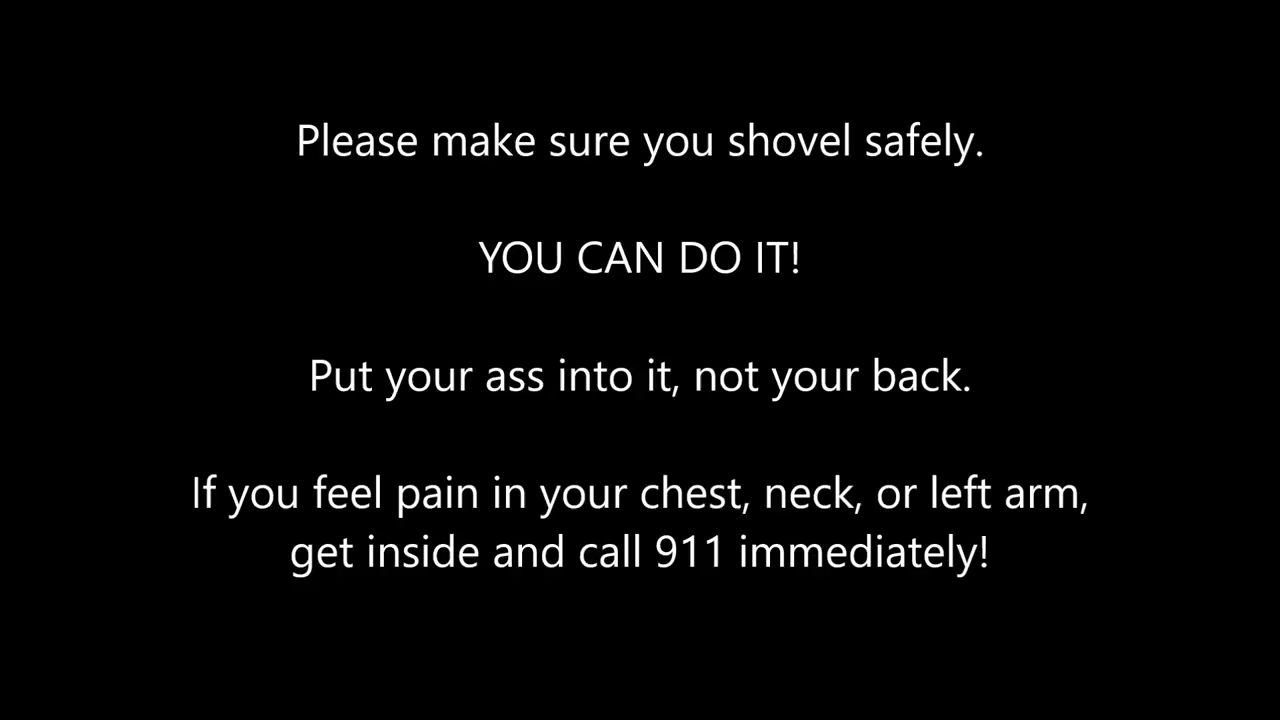 Please make sure you shovel safely.
YOU CAN DO IT!
Put your ass into it, not your back.
If you feel pain in your chest, neck, or left arm,
get inside and call 911 immediately!